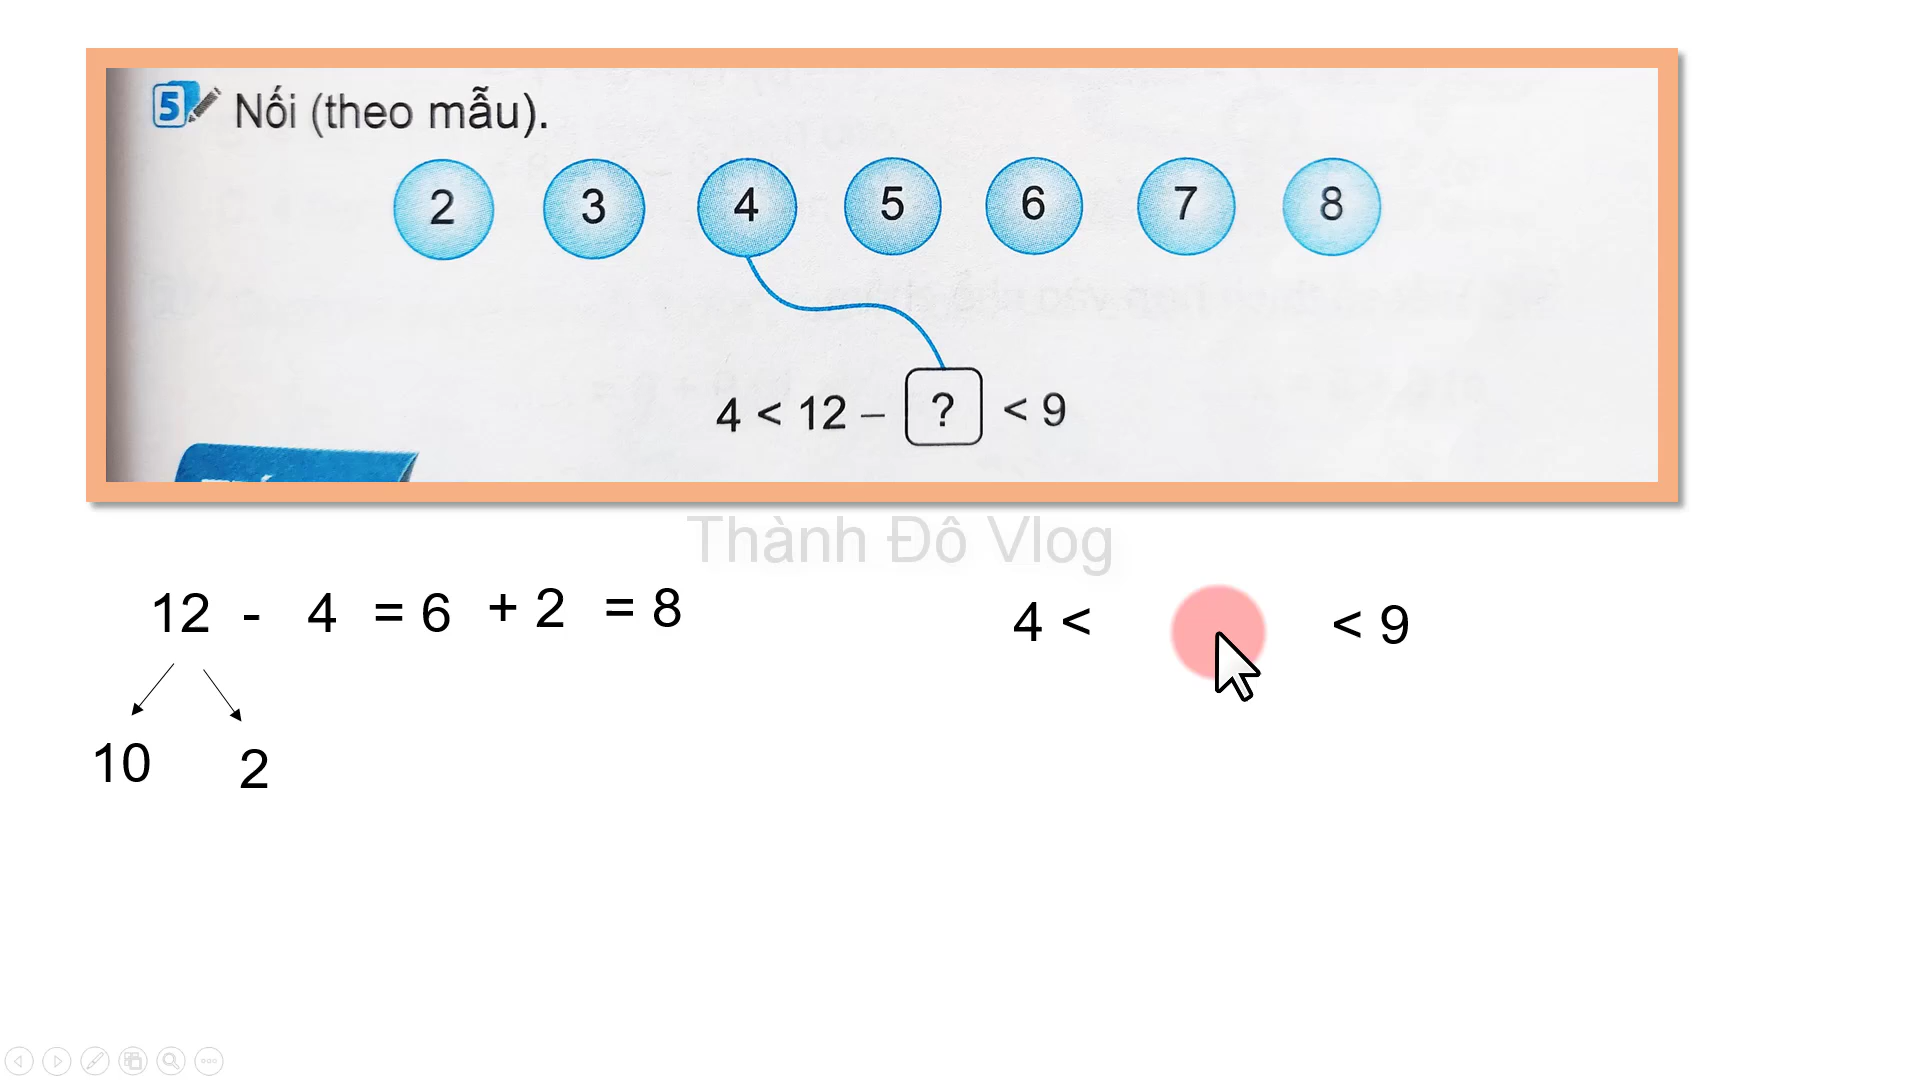 5 Nối (theo mẫu).
2 3 4 5 6 7 8
4 < 12 – ? < 9
Thành Đô Vlog
12 - 4 = 6 + 2 = 8
4 < < 9
10 2